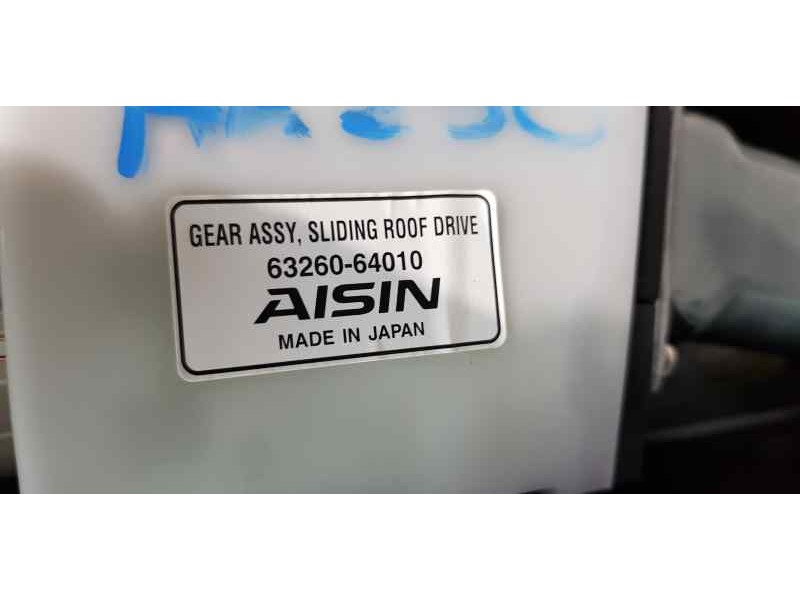 GEAR ASSY, SLIDING ROOF DRIVE
63260-64010
AISIN
MADE IN JAPAN